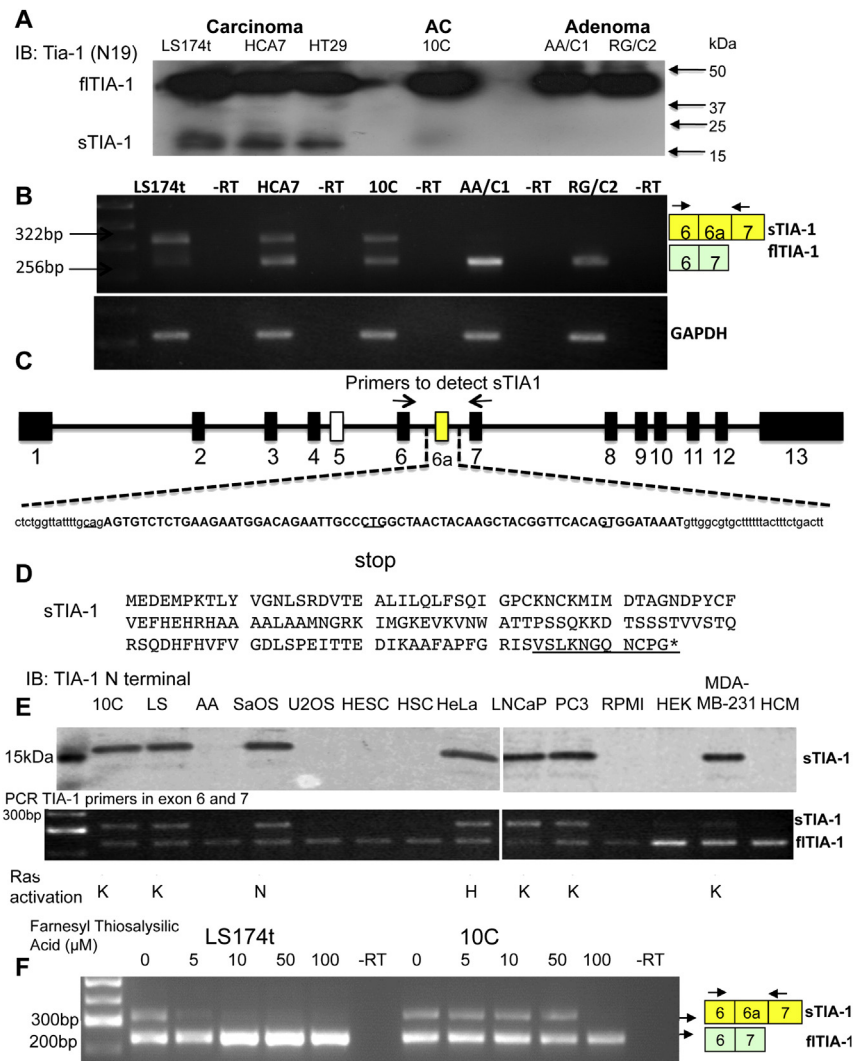 A
Carcinoma AC Adenoma
IB: Tia-1 (N19) LS174t HCA7 HT29 10C AA/C1 RG/C2 kDa
flTIA-1 50
37
25
sTIA-1 15
B LS174t -RT HCA7 -RT 10C -RT AA/C1 -RT RG/C2 -RT
322bp 6 6a 7 sTIA-1
256bp 6 7 flTIA-1
GAPDH
C
Primers to detect sTIA1
1 2 3 4 5 6 6a 7 8 9 10 11 12 13
ctctggttattttgcagAGTGTCTCTGAAGAATGGACAGAATTGCCCTGGCTAACTACAAGCTACGGTTCACAGTGGATAAATgttggcgtgcttttttactttctgactt
stop
D
sTIA-1 MEDEMPKTLY VGNLSRDVTE ALILQLFSQI GPCKNCKMIM DTAGNDPYCF
VEFHEHRHAA AALAAMNGRK IMGKEVKVNW ATTPSSQKKD TSSSTVVSTQ
RSQDHFHVFV GDLSPEITTE DIKAAFAPFG RISVSLKNGQ NCPG*
IB: TIA-1 N terminal
E 10C LS AA SaOS U2OS HESC HSC HeLa LNCaP PC3 RPMI HEK MDA-MB-231 HCM
15kDa sTIA-1
PCR TIA-1 primers in exon 6 and 7
300bp sTIA-1
flTIA-1
Ras
activation K K N H K K K
Farnesyl Thiosalysilic
Acid (μM) LS174t 10C
0 5 10 50 100 -RT 0 5 10 50 100 -RT
F
300bp 6 6a 7 sTIA-1
200bp 6 7 flTIA-1